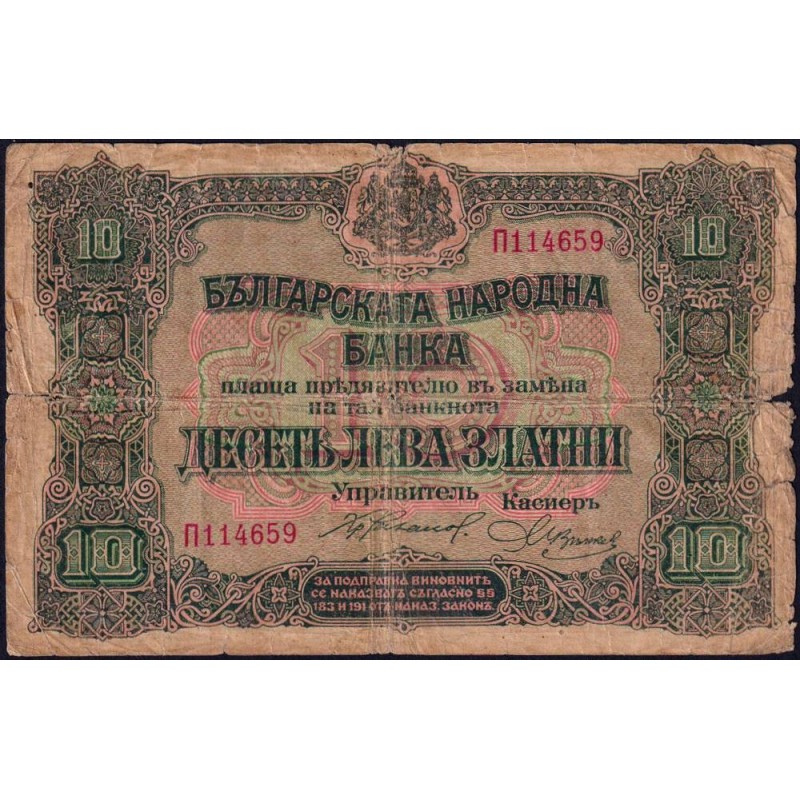 10
10
П114659
БЪЛГАРСКАТА НАРОДНА
БАНКА
плаща предявителю въ замѣна
на тая банкнота
ДЕСЕТЬ ЛЕВА ЗЛАТНИ
Управитель Касиеръ
П114659
10
10
ЗА ПОДПРАВКА ВИНОВНИТѢ
СЕ НАКАЗВАТЪ СЪГЛАСНО §§
183 И 191 ОТЪ НАКАЗ. ЗАКОНЪ.